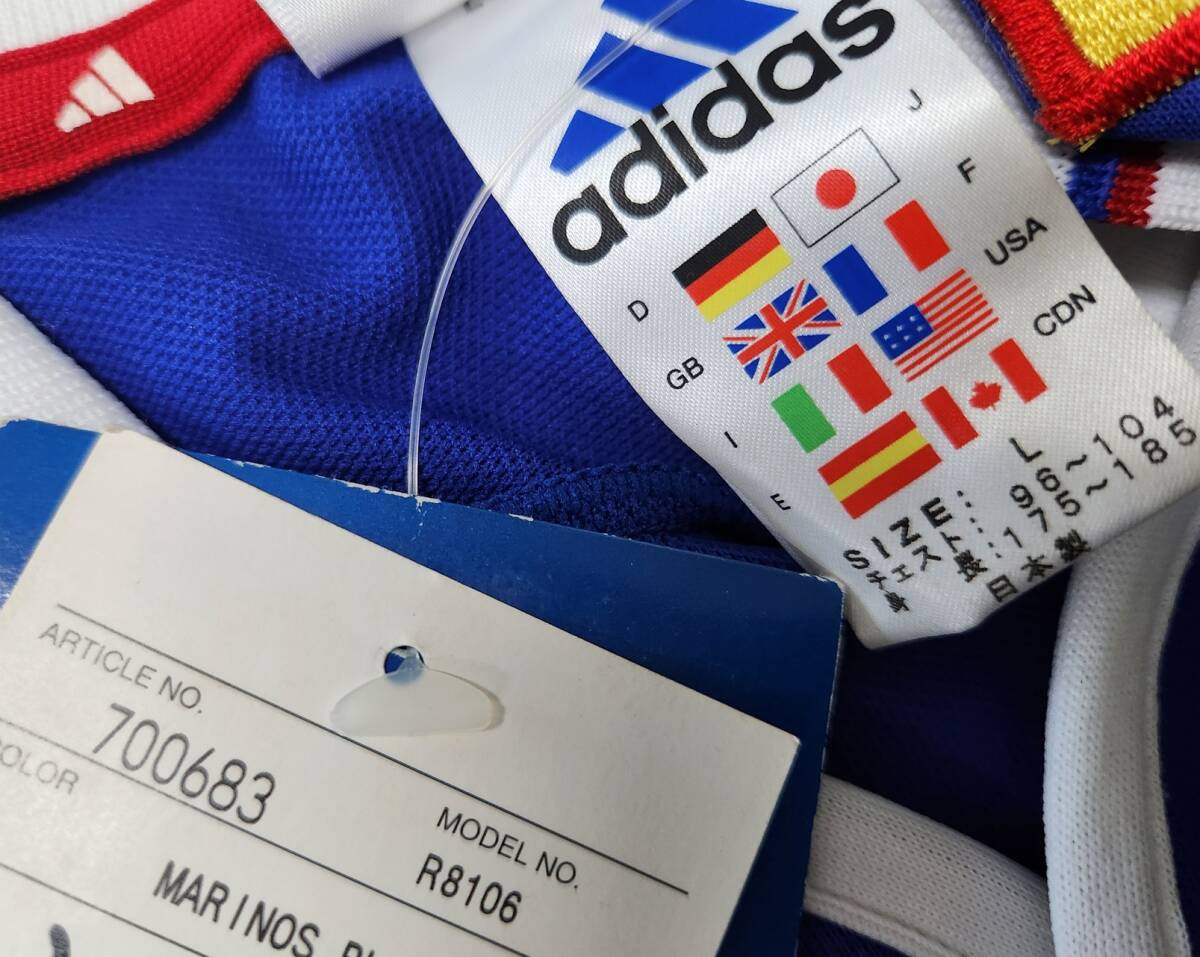 adidas
J
D
F
GB
USA
I
CDN
E
SIZE: L
チェスト: 96~104
身長: 175~185
日本製
ARTICLE NO.
700683
MODEL NO.
R8106
COLOR
MARINOS